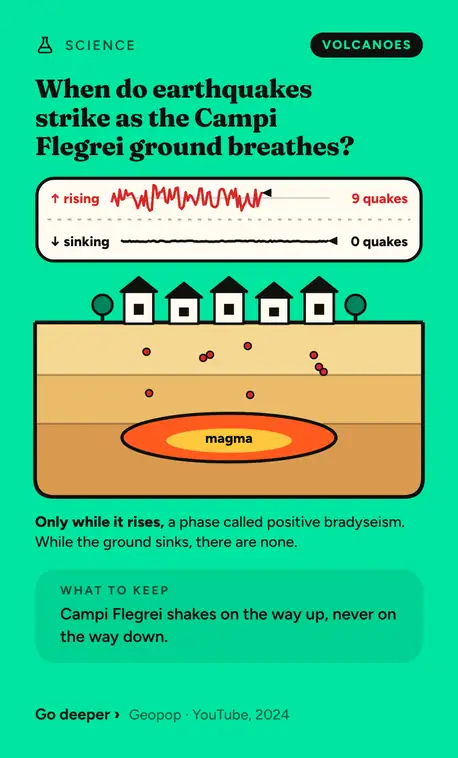 SCIENCE
VOLCANOES
When do earthquakes
strike as the Campi
Flegrei ground breathes?
↑ rising 9 quakes
↓ sinking 0 quakes
magma
Only while it rises, a phase called positive bradyseism.
While the ground sinks, there are none.
WHAT TO KEEP
Campi Flegrei shakes on the way up, never on
the way down.
Go deeper › Geopop · YouTube, 2024